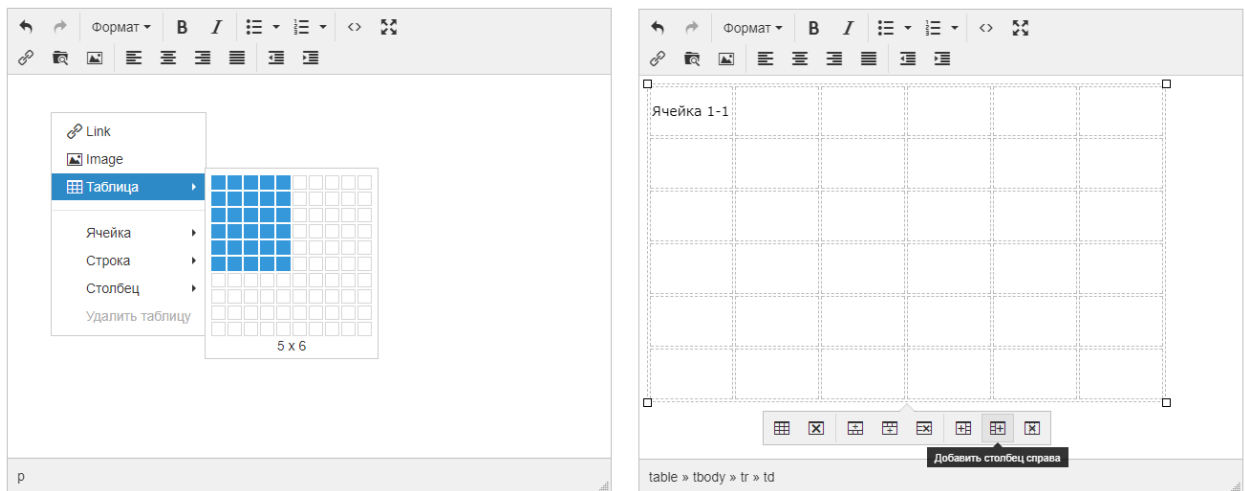 Формат B I
Link
Image
Таблица
Ячейка
Строка
Столбец
Удалить таблицу
5 x 6
p
Формат B I
Ячейка 1-1
Добавить столбец справа
table » tbody » tr » td